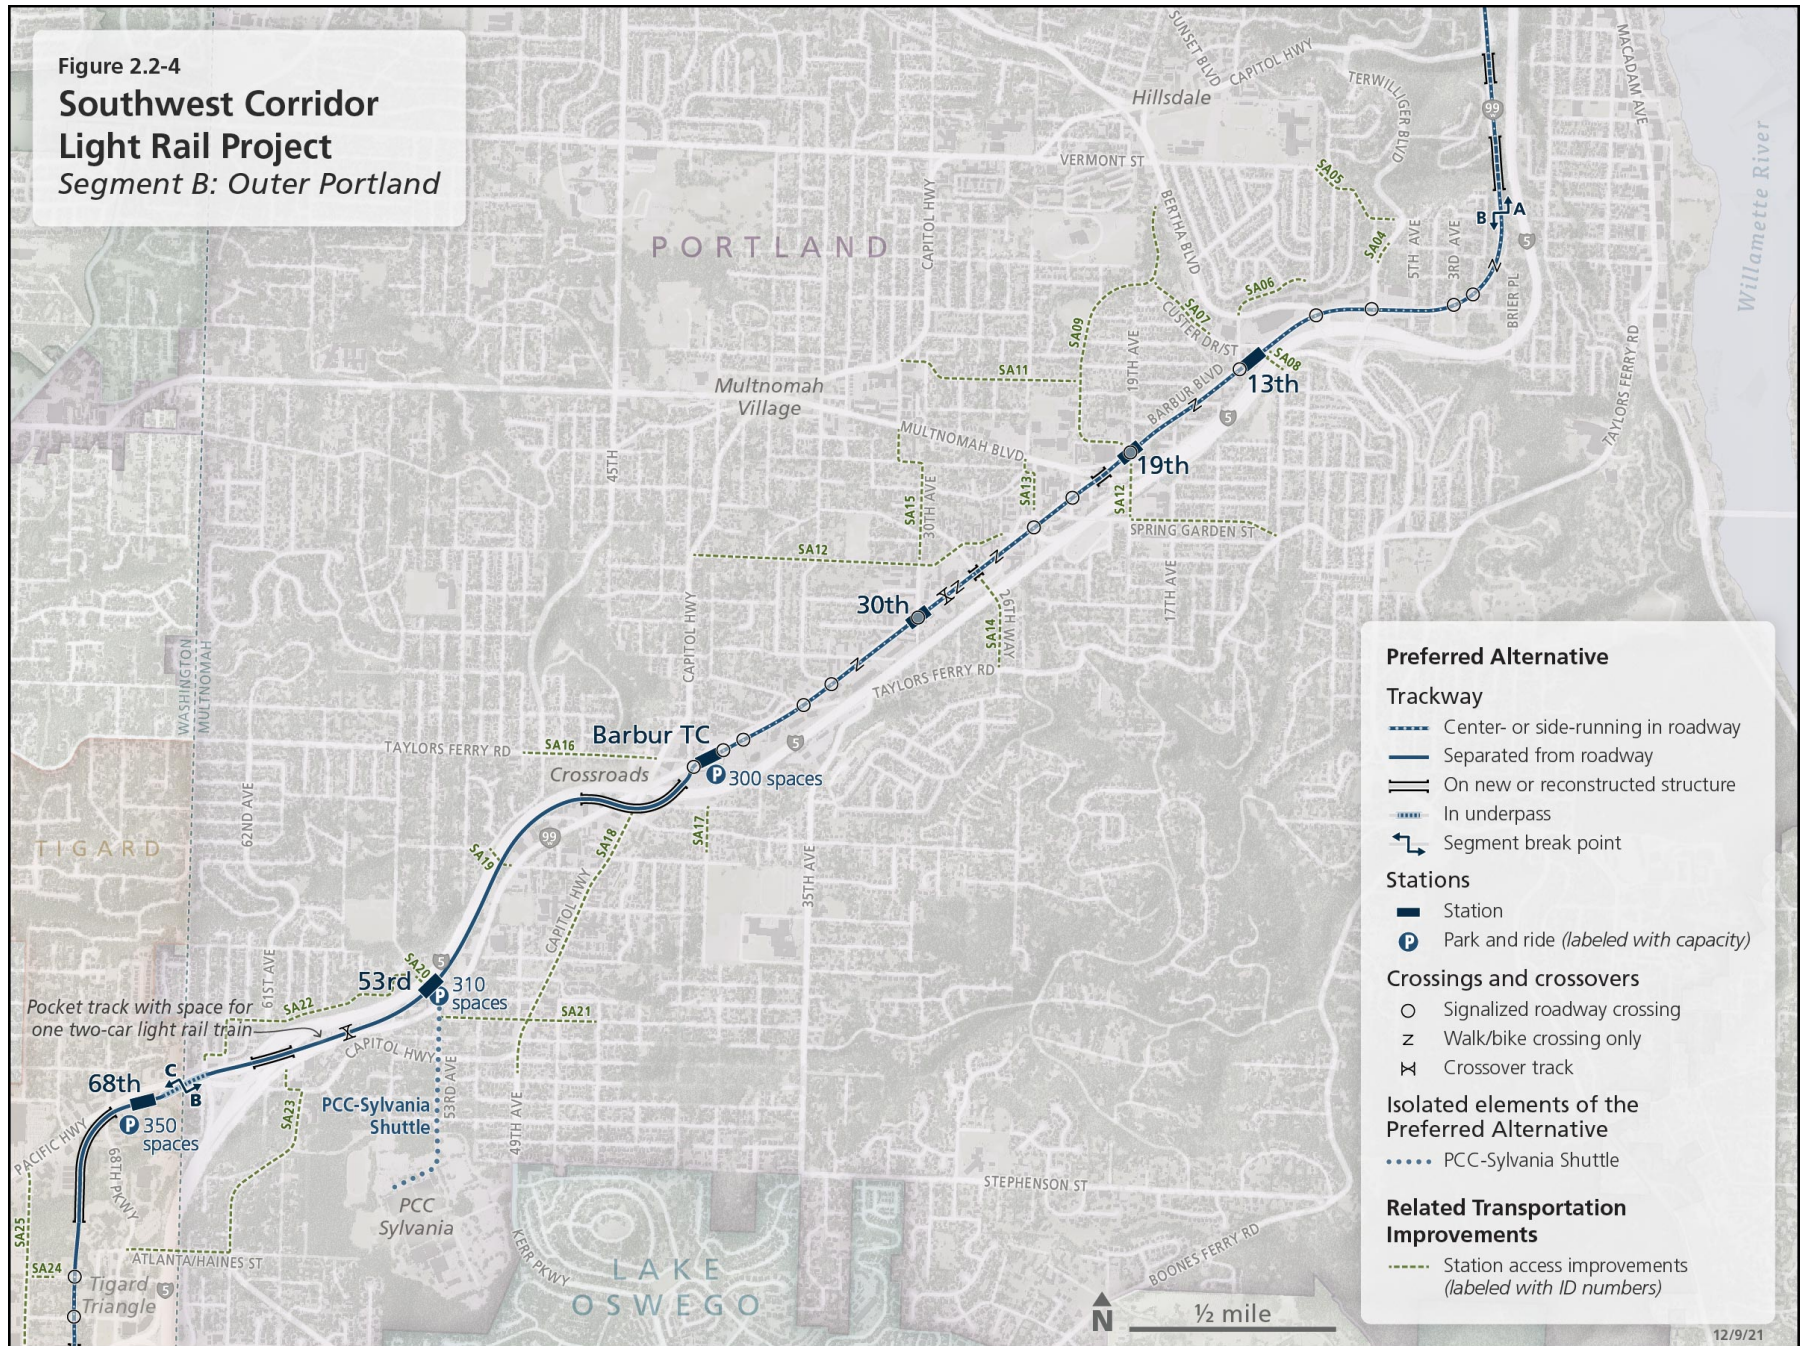 Figure 2.2-4
Southwest Corridor
Light Rail Project
Segment B: Outer Portland
SUNSET BLVD
CAPITOL HWY
Hillsdale
TERWILLIGER BLVD
MACADAM AVE
99
W
VERMONT ST
SA05
Willamette River
PORTLAND
CAPITOL HWY
BERTHA BLVD
B
A
SA04
5TH AVE
3RD AVE
5
SA06
SA07
BRIER PL
SA09
CUSTER DR/ST
19TH AVE
SA08
TAYLORS FERRY RD
SA11
13th
Multnomah
Village
BARBUR BLVD
5
MULTNOMAH BLVD
45TH
19th
SA13
SA12
SA15
30TH AVE
SPRING GARDEN ST
SA12
17TH AVE
30th
26TH WAY
SA14
CAPITOL HWY
WASHINGTON
MULTNOMAH
TAYLORS FERRY RD
Barbur TC
5
TAYLORS FERRY RD
SA16
Crossroads
P
300 spaces
62ND AVE
99
W
SA17
SA18
SA19
TIGARD
35TH AVE
CAPITOL HWY
61ST AVE
SA20
5
53rd
P
310
spaces
Pocket track with space for
one two-car light rail train
SA22
SA21
CAPITOL HWY
53RD AVE
68th
C
B
P
350
spaces
PCC-Sylvania
Shuttle
SA23
49TH AVE
PACIFIC HWY
68TH PKWY
PCC
Sylvania
STEPHENSON ST
SA25
SA24
ATLANTA/HAINES ST
KERR PKWY
BOONES FERRY RD
Tigard
Triangle
5
LAKE
OSWEGO
N
½ mile
Preferred Alternative
Trackway
Center- or side-running in roadway
Separated from roadway
On new or reconstructed structure
In underpass
Segment break point
Stations
Station
P
Park and ride (labeled with capacity)
Crossings and crossovers
Signalized roadway crossing
Walk/bike crossing only
Crossover track
Isolated elements of the
Preferred Alternative
PCC-Sylvania Shuttle
Related Transportation
Improvements
Station access improvements
(labeled with ID numbers)
12/9/21